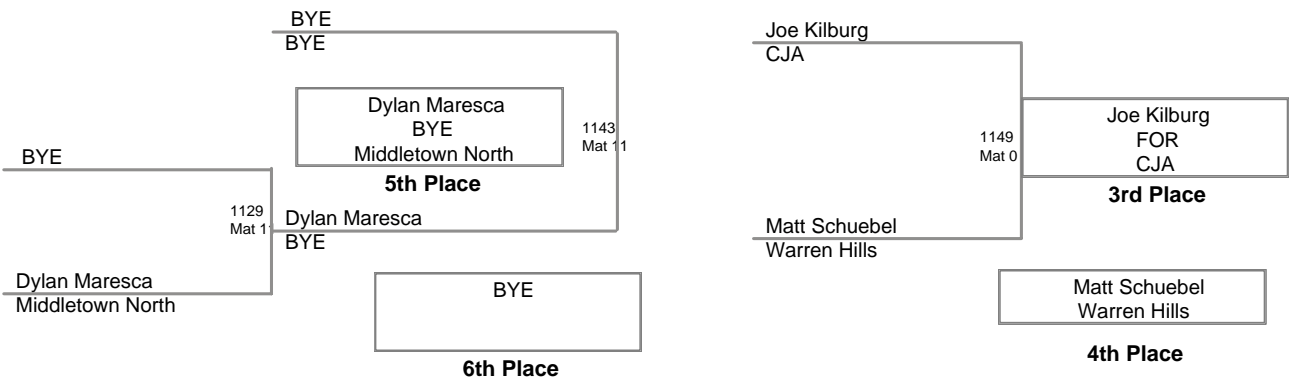 BYE
BYE
Dylan Maresca
BYE
Middletown North
5th Place
1143
Mat 11
BYE
1129
Mat 11
Dylan Maresca
BYE
Dylan Maresca
Middletown North
BYE
6th Place
Joe Kilburg
CJA
1149
Mat 0
Joe Kilburg
FOR
CJA
3rd Place
Matt Schuebel
Warren Hills
Matt Schuebel
Warren Hills
4th Place